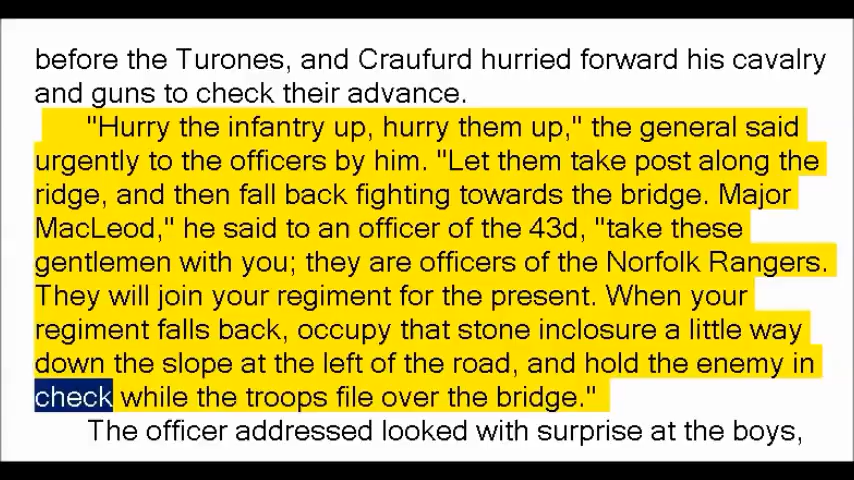 before the Turones, and Craufurd hurried forward his cavalry
and guns to check their advance.
"Hurry the infantry up, hurry them up," the general said
urgently to the officers by him. "Let them take post along the
ridge, and then fall back fighting towards the bridge. Major
MacLeod," he said to an officer of the 43d, "take these
gentlemen with you; they are officers of the Norfolk Rangers.
They will join your regiment for the present. When your
regiment falls back, occupy that stone inclosure a little way
down the slope at the left of the road, and hold the enemy in
check while the troops file over the bridge."
The officer addressed looked with surprise at the boys,